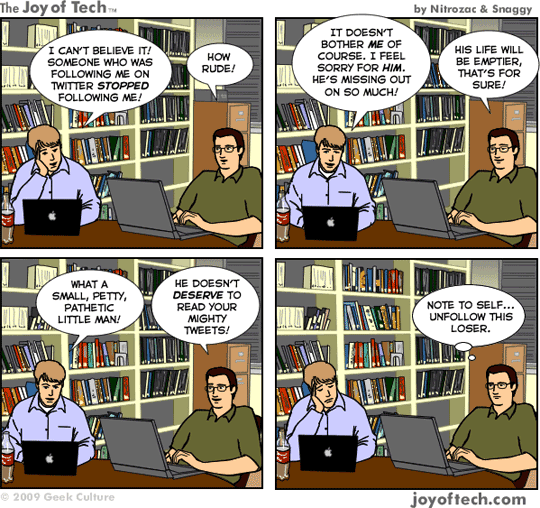 The Joy of Tech™
by Nitrozac & Snaggy
I CAN'T BELIEVE IT!
SOMEONE WHO WAS
FOLLOWING ME ON
TWITTER STOPPED
FOLLOWING ME!
HOW
RUDE!
IT DOESN'T
BOTHER ME OF
COURSE. I FEEL
SORRY FOR HIM.
HE'S MISSING OUT
ON SO MUCH!
HIS LIFE WILL
BE EMPTIER,
THAT'S FOR
SURE!
WHAT A
SMALL, PETTY,
PATHETIC
LITTLE MAN!
HE DOESN'T
DESERVE TO
READ YOUR
MIGHTY
TWEETS!
NOTE TO SELF...
UNFOLLOW THIS
LOSER.
© 2009 Geek Culture
joyoftech.com